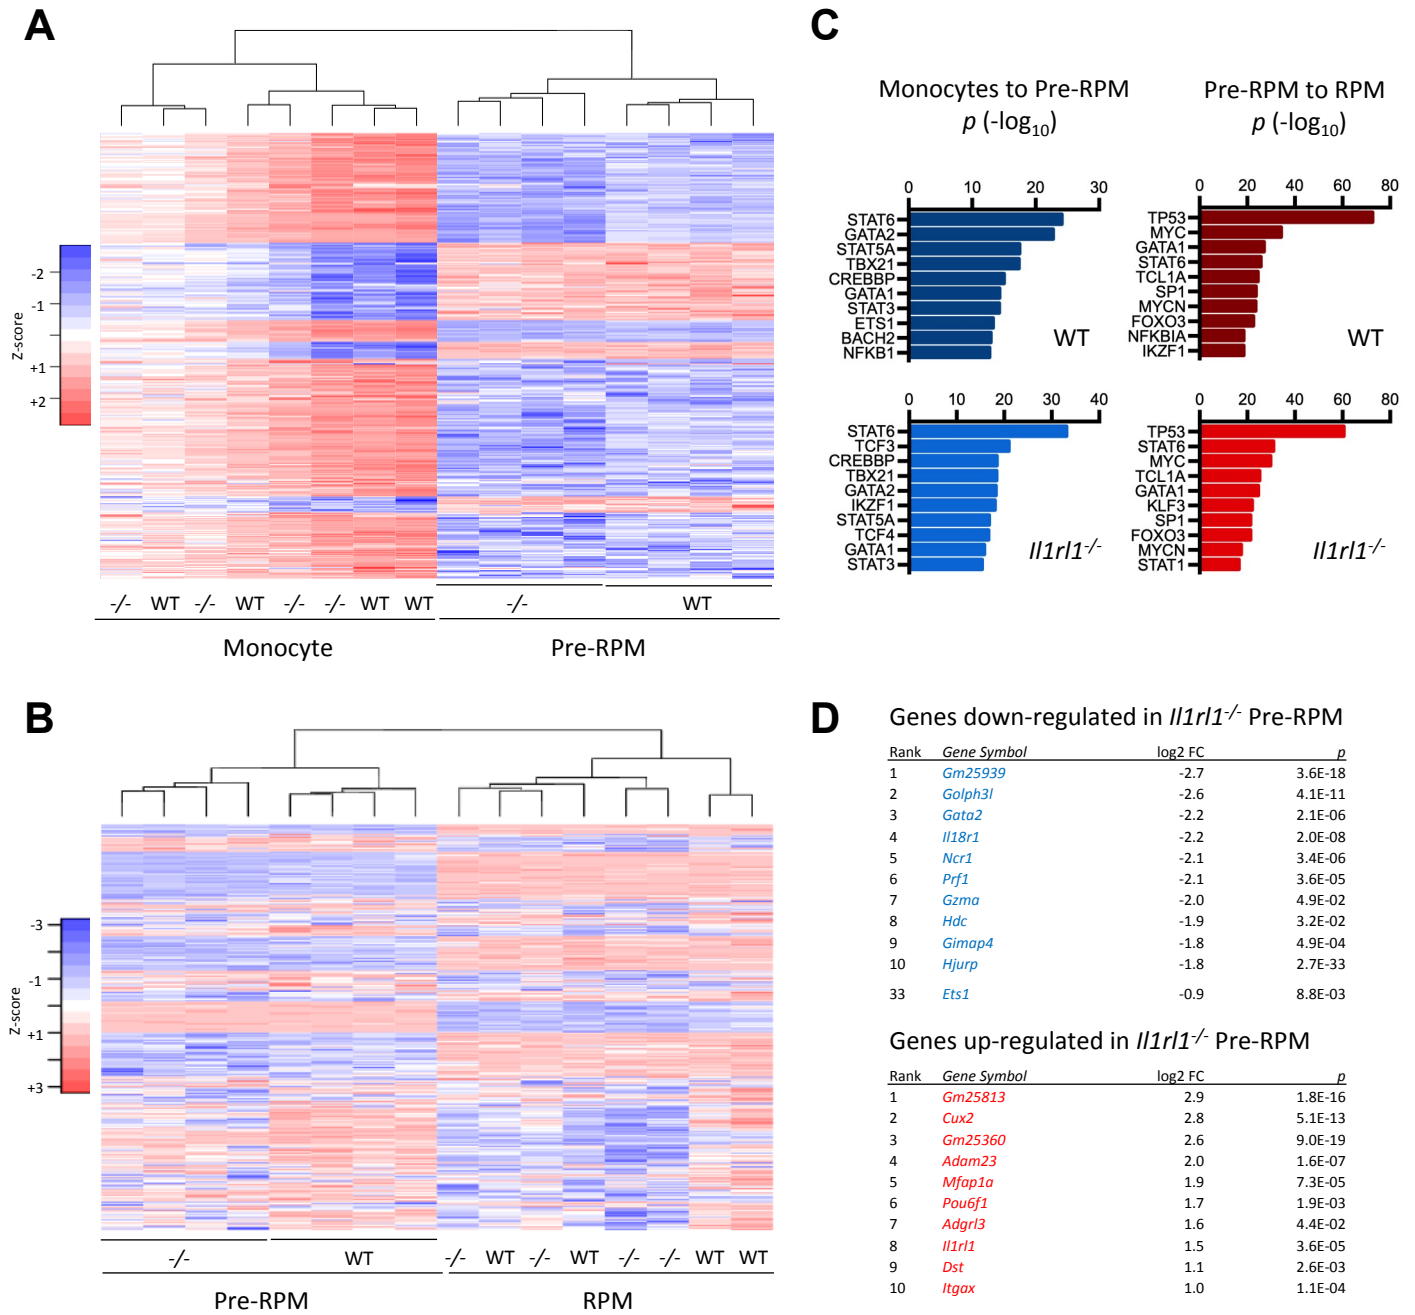 A
Z-score
-2
-1
+1
+2
-/- WT -/- WT -/- -/- WT WT
-/- WT
Monocyte Pre-RPM
B
Z-score
-3
-1
+1
+3
-/- WT
-/- WT -/- WT -/- -/- WT WT
Pre-RPM RPM
C
Monocytes to Pre-RPM
p (-log10)
0 10 20 30
STAT6
GATA2
STAT5A
TBX21
CREBBP
GATA1
STAT3
ETS1
BACH2
NFKB1
WT
Pre-RPM to RPM
p (-log10)
0 20 40 60 80
TP53
MYC
GATA1
STAT6
TCL1A
SP1
MYCN
FOXO3
NFKBIA
IKZF1
WT
0 10 20 30 40
STAT6
TCF3
CREBBP
TBX21
GATA2
IKZF1
STAT5A
TCF4
GATA1
STAT3
Il1rl1-/-
0 20 40 60 80
TP53
STAT6
MYC
TCL1A
GATA1
KLF3
SP1
FOXO3
MYCN
STAT1
Il1rl1-/-
D
Genes down-regulated in Il1rl1-/- Pre-RPM
Rank Gene Symbol log2 FC p
1 Gm25939 -2.7 3.6E-18
2 Golph3l -2.6 4.1E-11
3 Gata2 -2.2 2.1E-06
4 Il18r1 -2.2 2.0E-08
5 Ncr1 -2.1 3.4E-06
6 Prf1 -2.1 3.6E-05
7 Gzma -2.0 4.9E-02
8 Hdc -1.9 3.2E-02
9 Gimap4 -1.8 4.9E-04
10 Hjurp -1.8 2.7E-33
33 Ets1 -0.9 8.8E-03
Genes up-regulated in Il1rl1-/- Pre-RPM
Rank Gene Symbol log2 FC p
1 Gm25813 2.9 1.8E-16
2 Cux2 2.8 5.1E-13
3 Gm25360 2.6 9.0E-19
4 Adam23 2.0 1.6E-07
5 Mfap1a 1.9 7.3E-05
6 Pou6f1 1.7 1.9E-03
7 Adgrl3 1.6 4.4E-02
8 Il1rl1 1.5 3.6E-05
9 Dst 1.1 2.6E-03
10 Itgax 1.0 1.1E-04